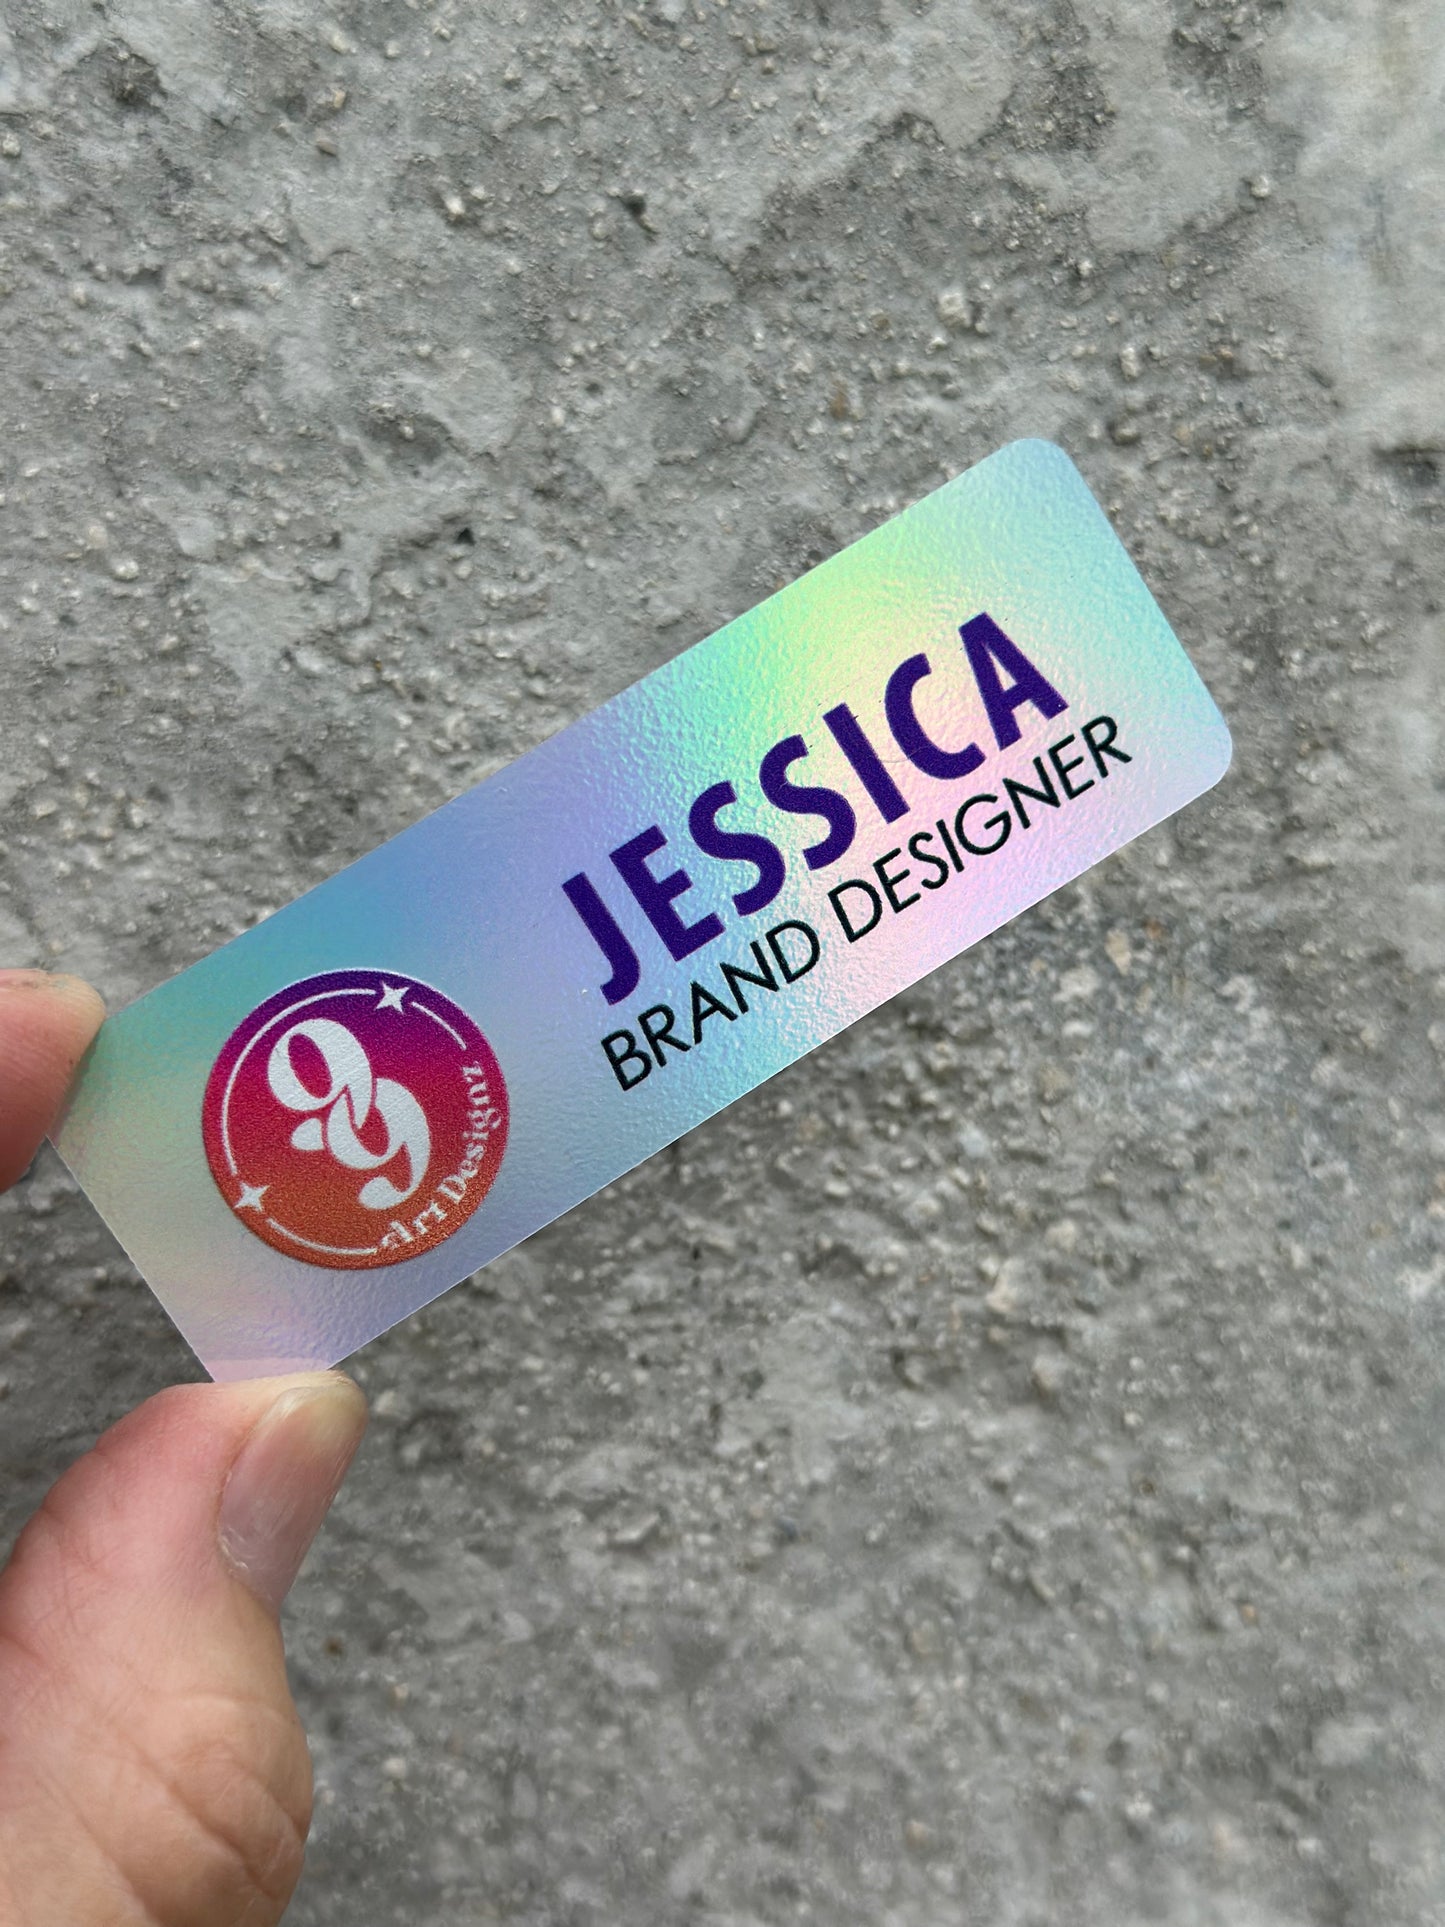 99
Art Designz
JESSICA
BRAND DESIGNER